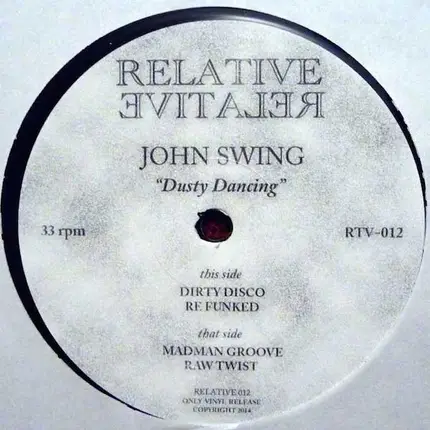 RELATIVE
RELATIVE
JOHN SWING
“Dusty Dancing”
33 rpm
RTV-012
this side
DIRTY DISCO
RE FUNKED
that side
MADMAN GROOVE
RAW TWIST
RELATIVE 012
ONLY VINYL RELEASE
COPYRIGHT 2014